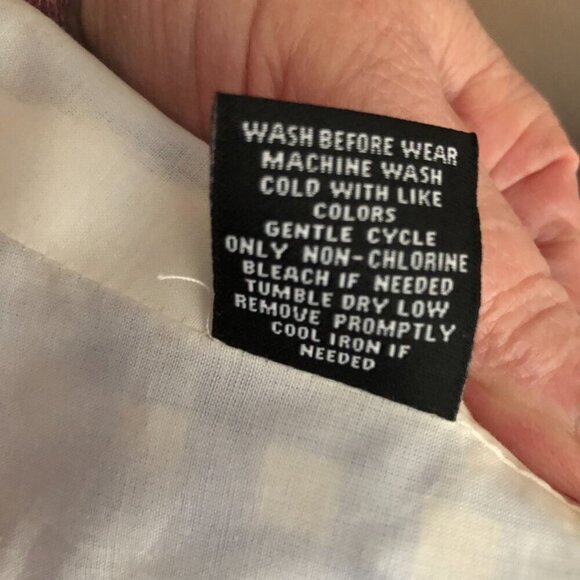 WASH BEFORE WEAR
MACHINE WASH
COLD WITH LIKE
COLORS
GENTLE CYCLE
ONLY NON-CHLORINE
BLEACH IF NEEDED
TUMBLE DRY LOW
REMOVE PROMPTLY
COOL IRON IF
NEEDED